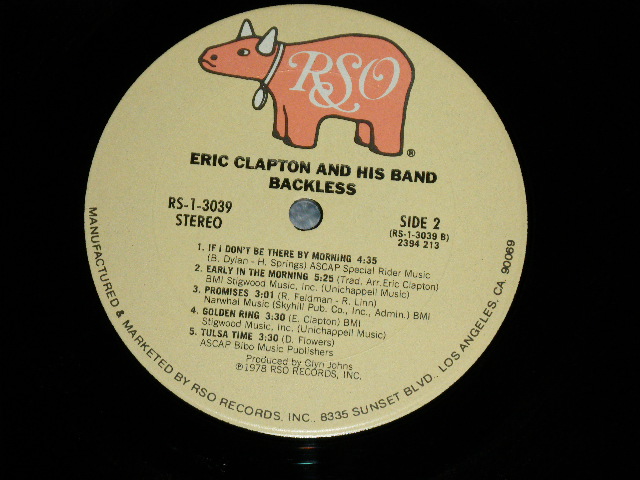 RSO
®
ERIC CLAPTON AND HIS BAND
BACKLESS
RS-1-3039
STEREO
SIDE 2
(RS-1-3039 B)
2394 213
1. IF I DON'T BE THERE BY MORNING 4:35
(B. Dylan - H. Springs) ASCAP Special Rider Music
2. EARLY IN THE MORNING 5:25 (Trad. Arr. Eric Clapton)
BMI Stigwood Music, Inc. (Unichappell Music)
3. PROMISES 3:01 (R. Feldman - R. Linn)
Narwhal Music (Skyhill Pub. Co., Inc., Admin.) BMI
4. GOLDEN RING 3:30 (E. Clapton) BMI
Stigwood Music, Inc. (Unichappell Music)
5. TULSA TIME 3:30 (D. Flowers)
ASCAP Bibo Music Publishers
Produced by Glyn Johns
℗1978 RSO RECORDS, INC.
MANUFACTURED & MARKETED BY RSO RECORDS, INC., 8335 SUNSET BLVD., LOS ANGELES, CA. 90069